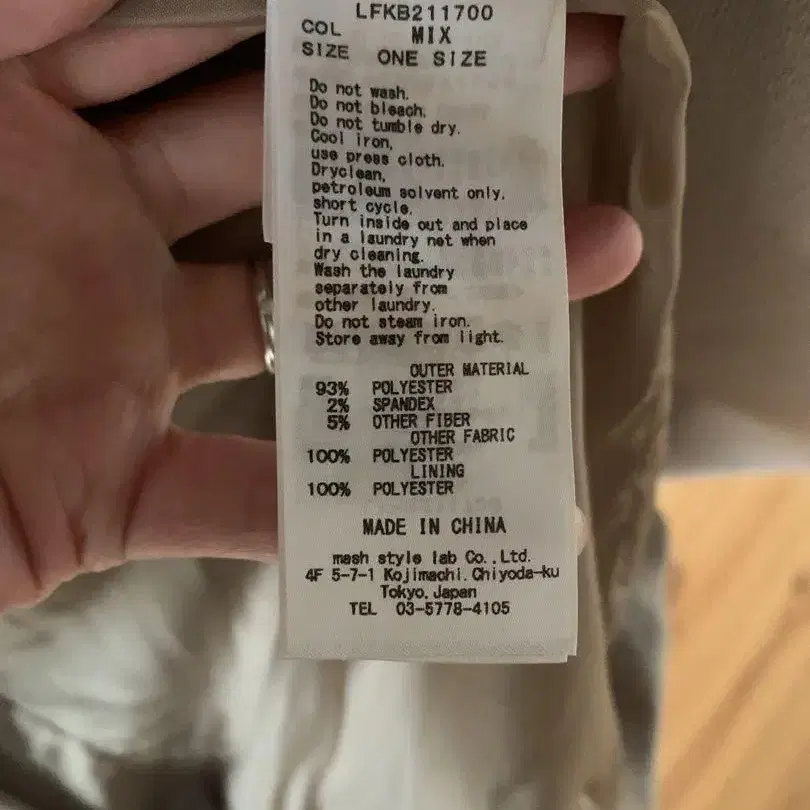 LFKB211700
COL MIX
SIZE ONE SIZE
Do not wash.
Do not bleach.
Do not tumble dry.
Cool iron,
use press cloth.
Dryclean,
petroleum solvent only,
short cycle.
Turn inside out and place
in a laundry net when
dry cleaning.
Wash the laundry
separately from
other laundry.
Do not steam iron.
Store away from light.
OUTER MATERIAL
93% POLYESTER
2% SPANDEX
5% OTHER FIBER
OTHER FABRIC
100% POLYESTER
LINING
100% POLYESTER
MADE IN CHINA
mash style lab Co.,Ltd.
4F 5-7-1 Kojimachi.Chiyoda-ku
Tokyo.Japan
TEL 03-5778-4105